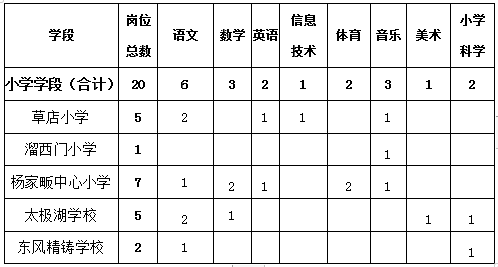 学段 岗位总数 语文 数学 英语 信息技术 体育 音乐 美术 小学科学
小学学段（合计） 20 6 3 2 1 2 3 1 2
草店小学 5 2 1 1 1
溜西门小学 1 1
杨家畈中心小学 7 1 2 1 2 1
太极湖学校 5 2 1 1 1
东风精铸学校 2 1 1